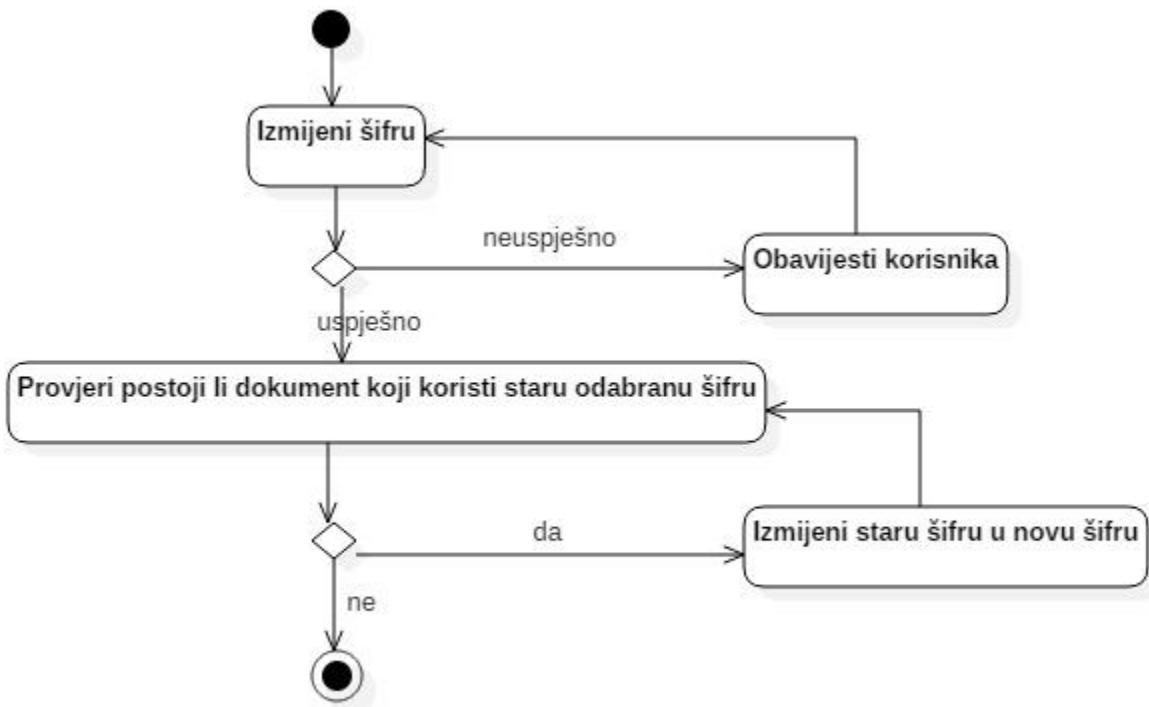 Izmijeni šifru
neuspješno
Obavijesti korisnika
uspješno
Provjeri postoji li dokument koji koristi staru odabranu šifru
da
Izmijeni staru šifru u novu šifru
ne